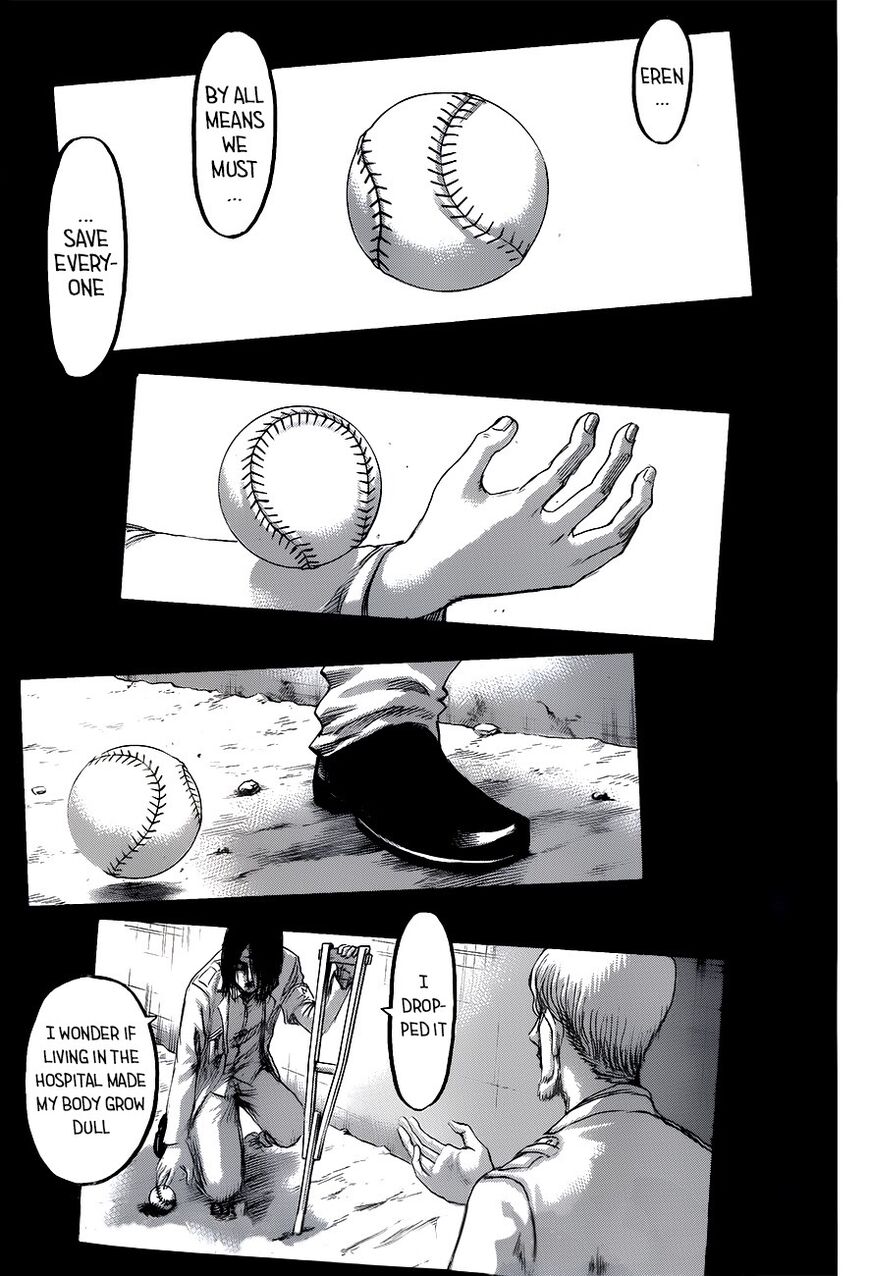 EREN
...
BY ALL
MEANS
WE
MUST
...
...
SAVE
EVERY-
ONE
I
DROP-
PED IT
I WONDER IF
LIVING IN THE
HOSPITAL MADE
MY BODY GROW
DULL